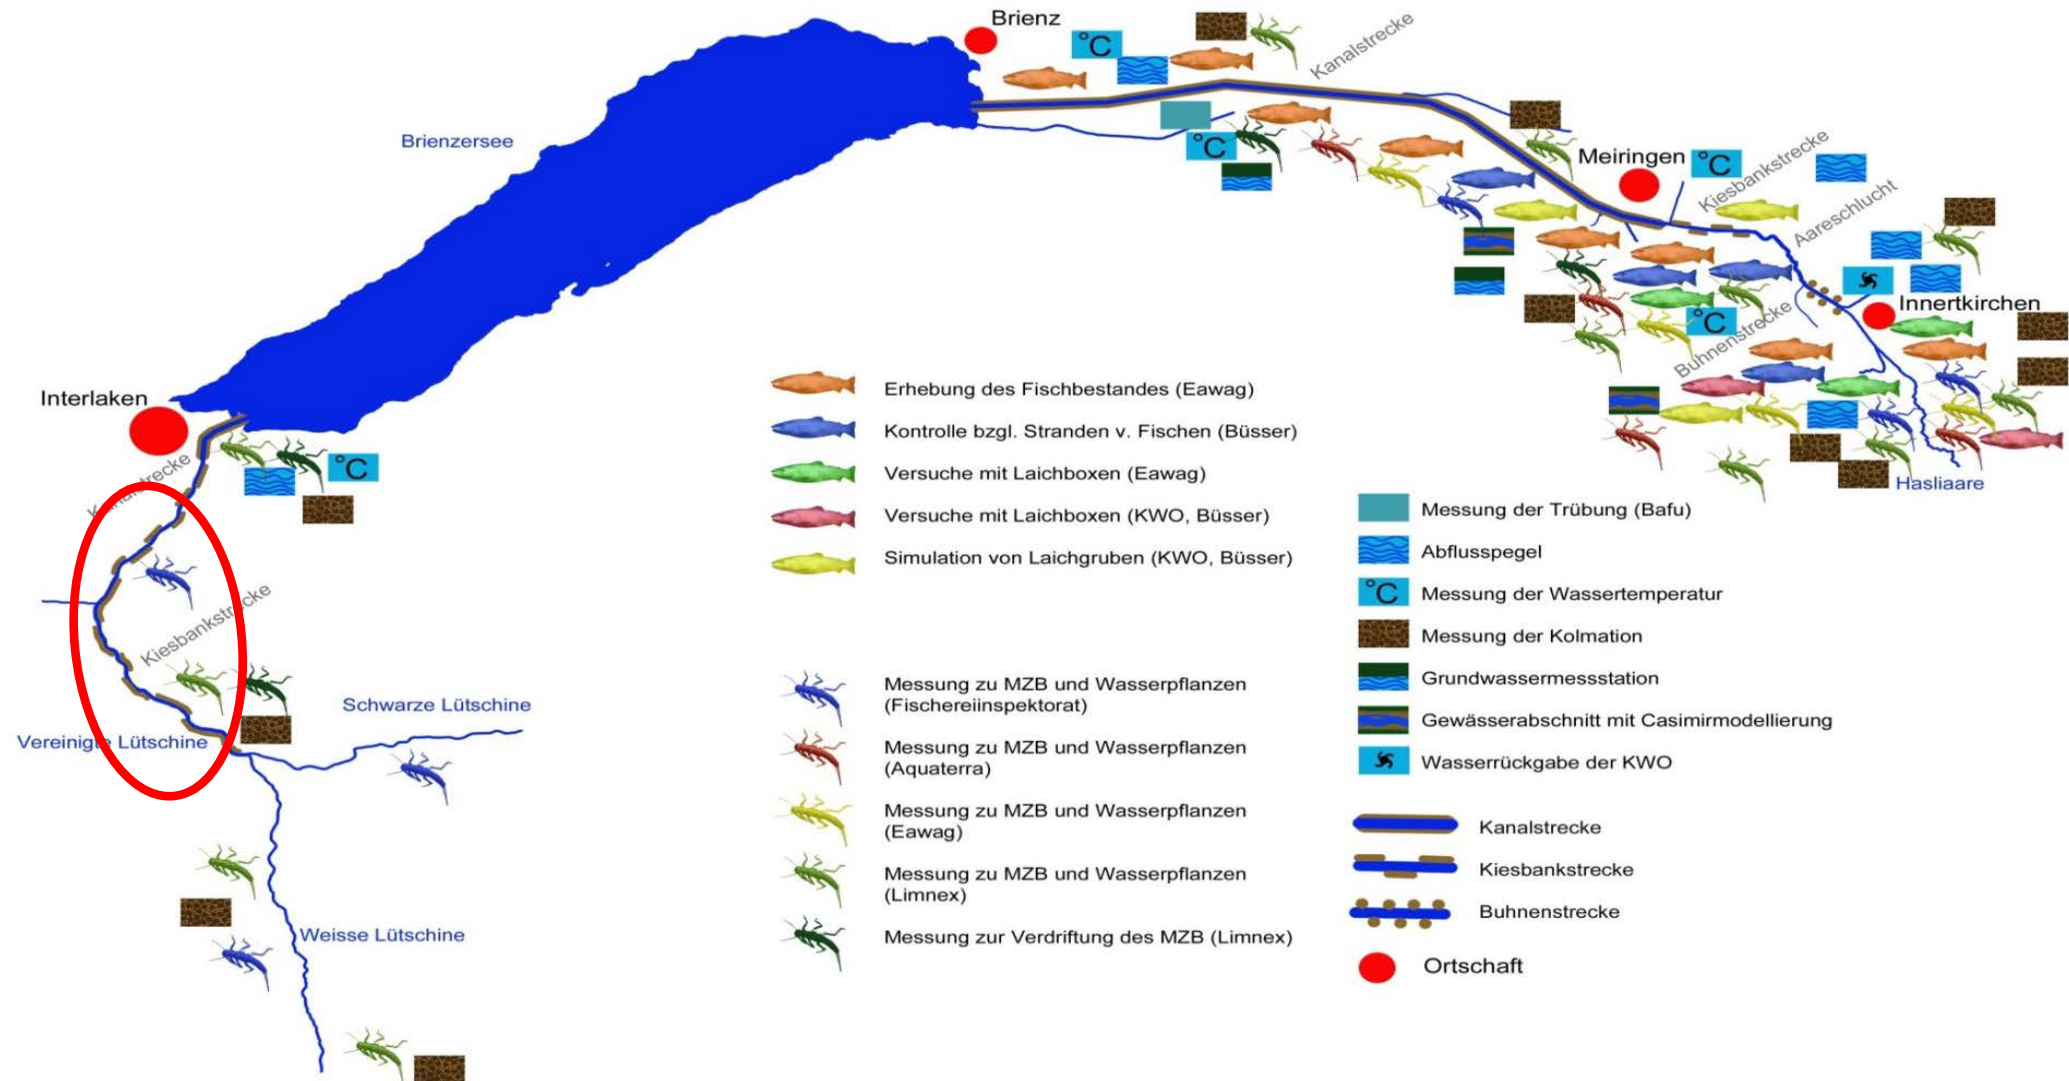 Brienz
°C
Kanalstrecke
Brienzersee
°C
Meiringen
°C
Kiesbankstrecke
Aareschlucht
Innertkirchen
°C
Buhnenstrecke
Hasliaare
Interlaken
Kanalstrecke
°C
Kiesbankstrecke
Schwarze Lütschine
Vereinigte Lütschine
Weisse Lütschine
Erhebung des Fischbestandes (Eawag)
Kontrolle bzgl. Stranden v. Fischen (Büsser)
Versuche mit Laichboxen (Eawag)
Versuche mit Laichboxen (KWO, Büsser)
Simulation von Laichgruben (KWO, Büsser)
Messung zu MZB und Wasserpflanzen
(Fischereiinspektorat)
Messung zu MZB und Wasserpflanzen
(Aquaterra)
Messung zu MZB und Wasserpflanzen
(Eawag)
Messung zu MZB und Wasserpflanzen
(Limnex)
Messung zur Verdriftung des MZB (Limnex)
Messung der Trübung (Bafu)
Abflusspegel
°C Messung der Wassertemperatur
Messung der Kolmation
Grundwassermessstation
Gewässerabschnitt mit Casimirmodellierung
Wasserrückgabe der KWO
Kanalstrecke
Kiesbankstrecke
Buhnenstrecke
Ortschaft